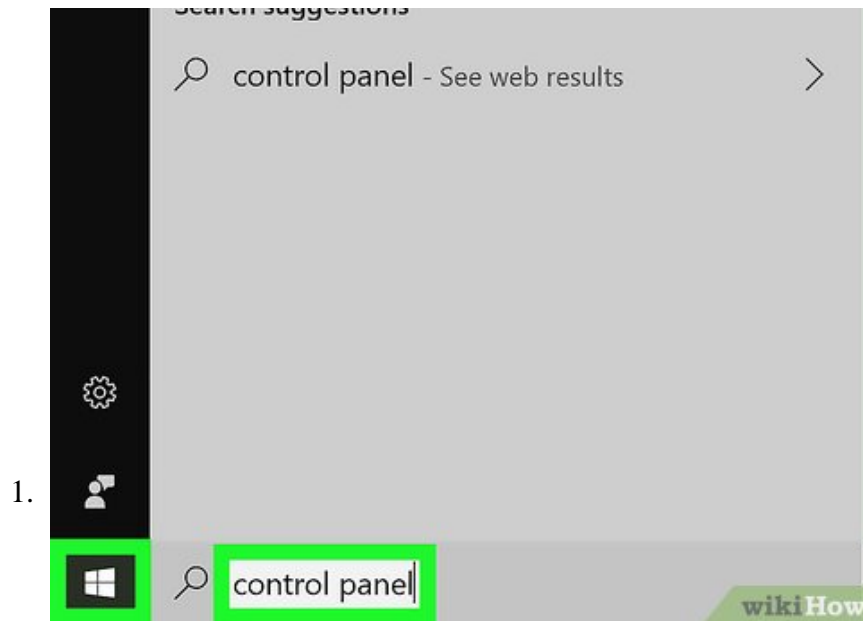 Search suggestions
control panel - See web results
1.
control panel
wikiHow